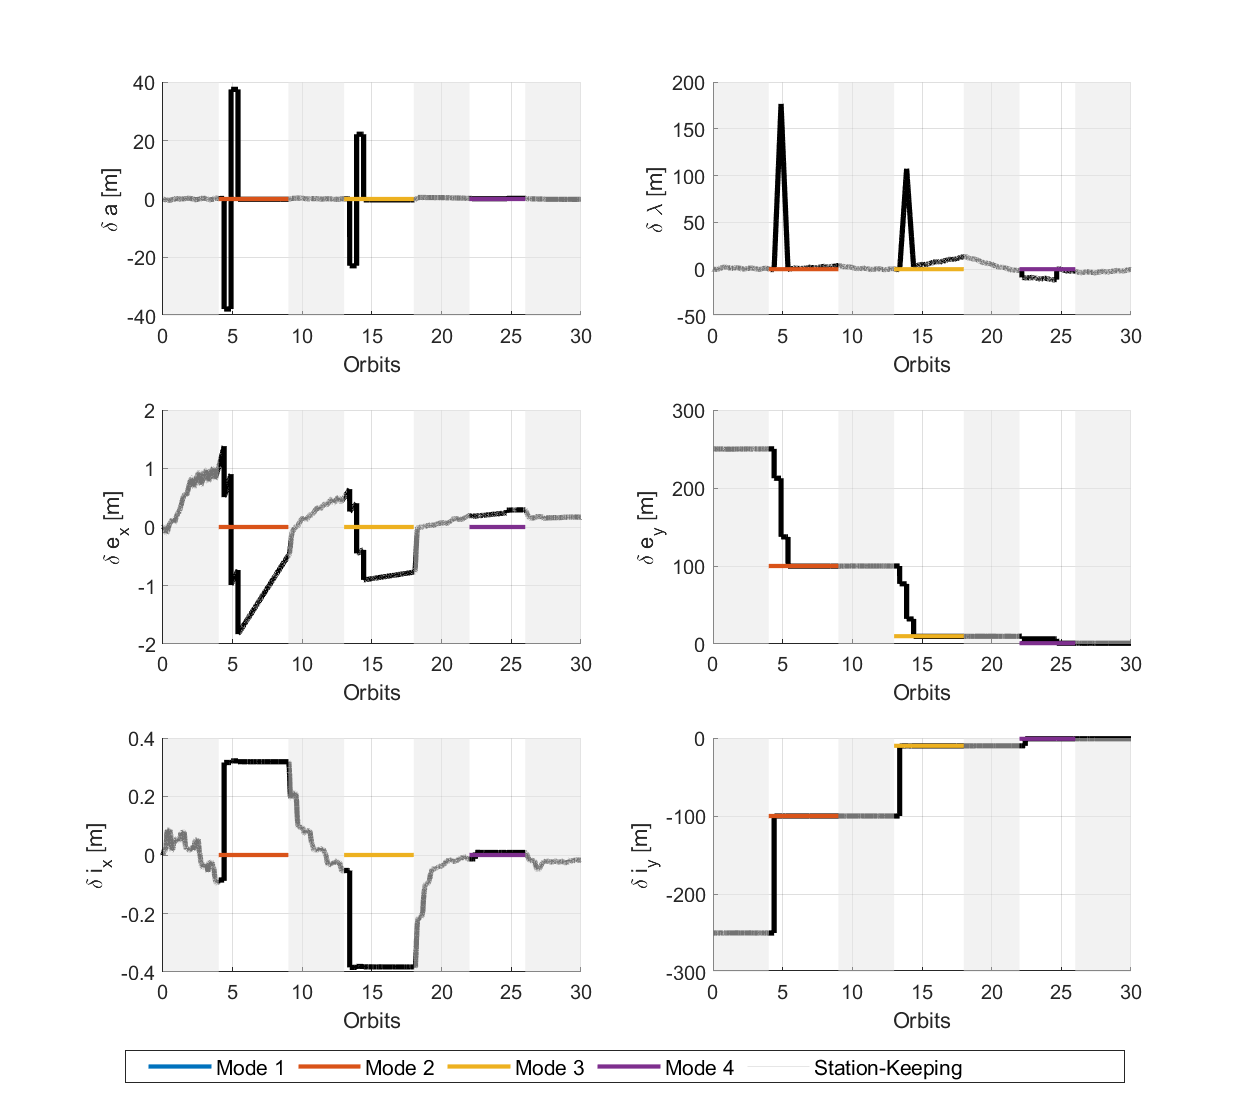 40
20
0
-20
-40
δ a [m]
0 5 10 15 20 25 30
Orbits
200
150
100
50
0
-50
δ λ [m]
0 5 10 15 20 25 30
Orbits
2
1
0
-1
-2
δ e_x [m]
0 5 10 15 20 25 30
Orbits
300
200
100
0
δ e_y [m]
0 5 10 15 20 25 30
Orbits
0.4
0.2
0
-0.2
-0.4
δ i_x [m]
0 5 10 15 20 25 30
Orbits
0
-100
-200
-300
δ i_y [m]
0 5 10 15 20 25 30
Orbits
Mode 1 Mode 2 Mode 3 Mode 4 Station-Keeping